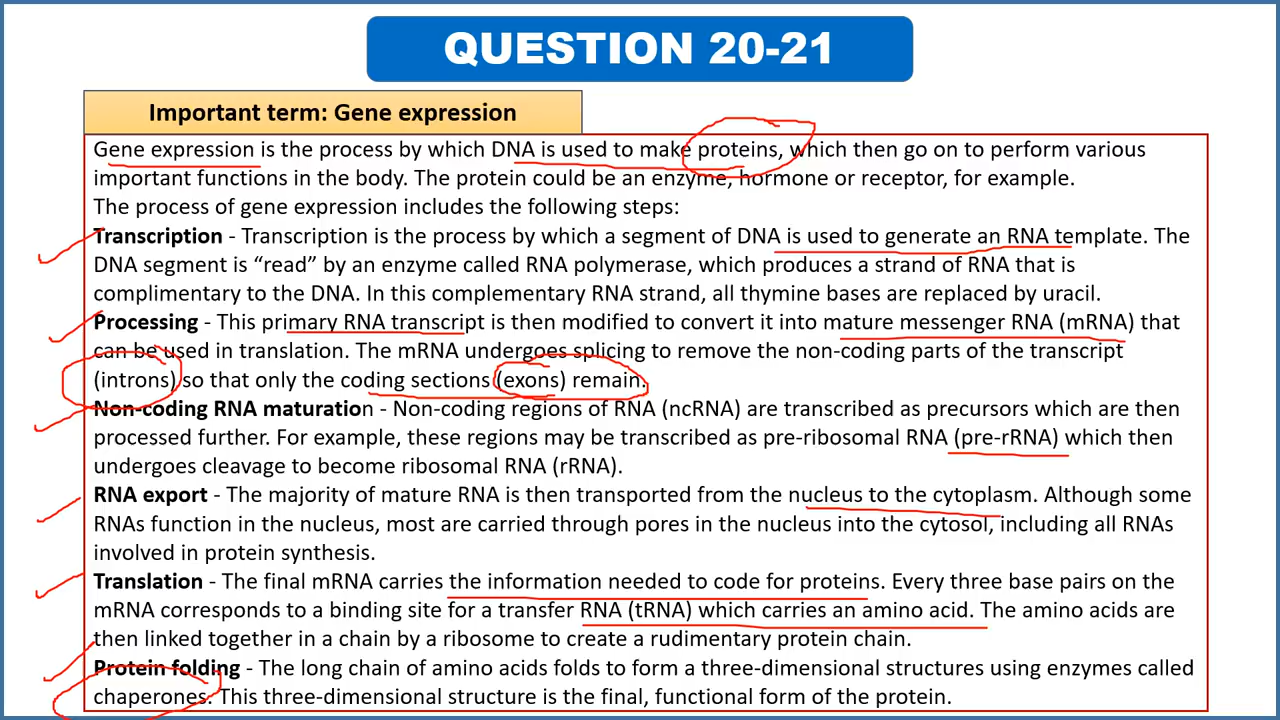 QUESTION 20-21
Important term: Gene expression
Gene expression is the process by which DNA is used to make proteins, which then go on to perform various
important functions in the body. The protein could be an enzyme, hormone or receptor, for example.
The process of gene expression includes the following steps:
Transcription - Transcription is the process by which a segment of DNA is used to generate an RNA template. The
DNA segment is “read” by an enzyme called RNA polymerase, which produces a strand of RNA that is
complimentary to the DNA. In this complementary RNA strand, all thymine bases are replaced by uracil.
Processing - This primary RNA transcript is then modified to convert it into mature messenger RNA (mRNA) that
can be used in translation. The mRNA undergoes splicing to remove the non-coding parts of the transcript
(introns) so that only the coding sections (exons) remain.
Non-coding RNA maturation - Non-coding regions of RNA (ncRNA) are transcribed as precursors which are then
processed further. For example, these regions may be transcribed as pre-ribosomal RNA (pre-rRNA) which then
undergoes cleavage to become ribosomal RNA (rRNA).
RNA export - The majority of mature RNA is then transported from the nucleus to the cytoplasm. Although some
RNAs function in the nucleus, most are carried through pores in the nucleus into the cytosol, including all RNAs
involved in protein synthesis.
Translation - The final mRNA carries the information needed to code for proteins. Every three base pairs on the
mRNA corresponds to a binding site for a transfer RNA (tRNA) which carries an amino acid. The amino acids are
then linked together in a chain by a ribosome to create a rudimentary protein chain.
Protein folding - The long chain of amino acids folds to form a three-dimensional structures using enzymes called
chaperones. This three-dimensional structure is the final, functional form of the protein.